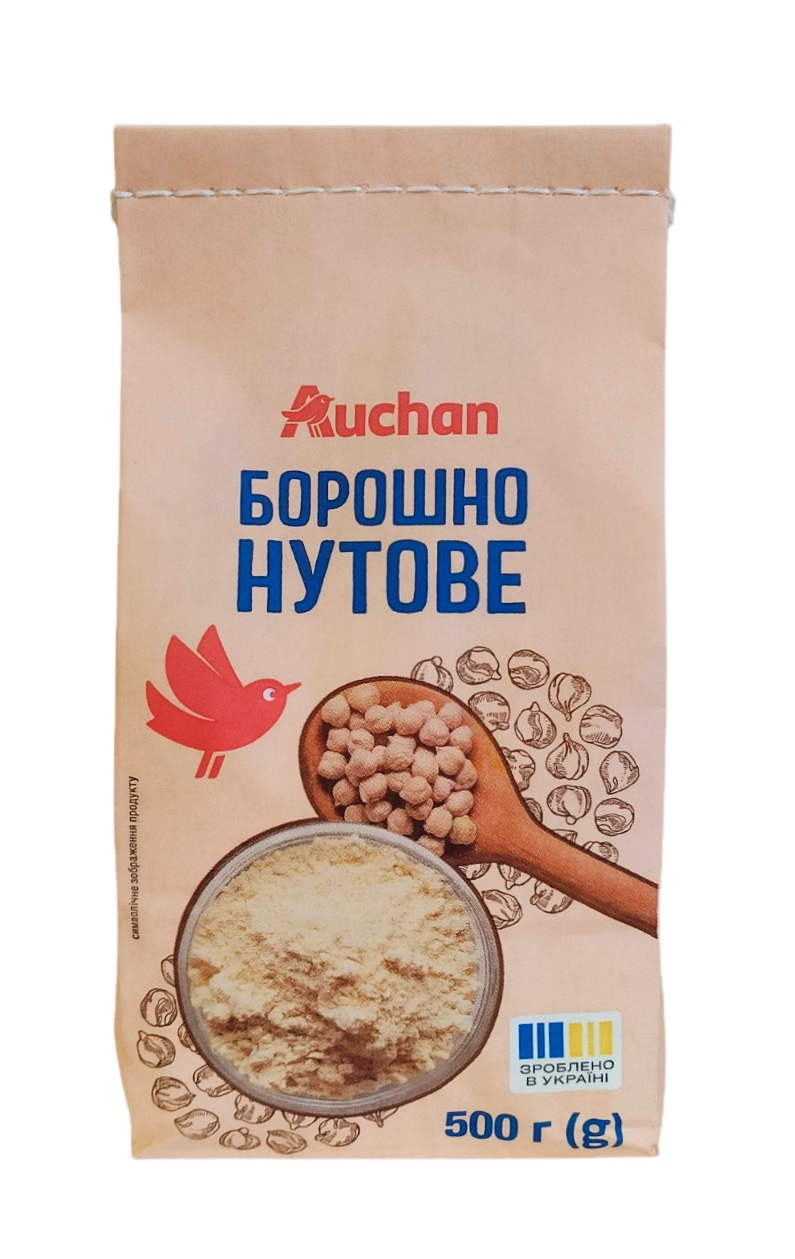 Auchan
БОРОШНО
НУТОВЕ
символічне зображення продукту
ЗРОБЛЕНО
В УКРАЇНІ
500 г (g)